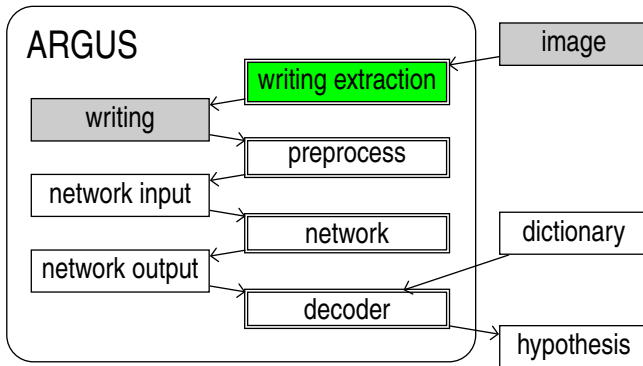 ARGUS
image
writing extraction
writing
preprocess
network input
network
dictionary
network output
decoder
hypothesis